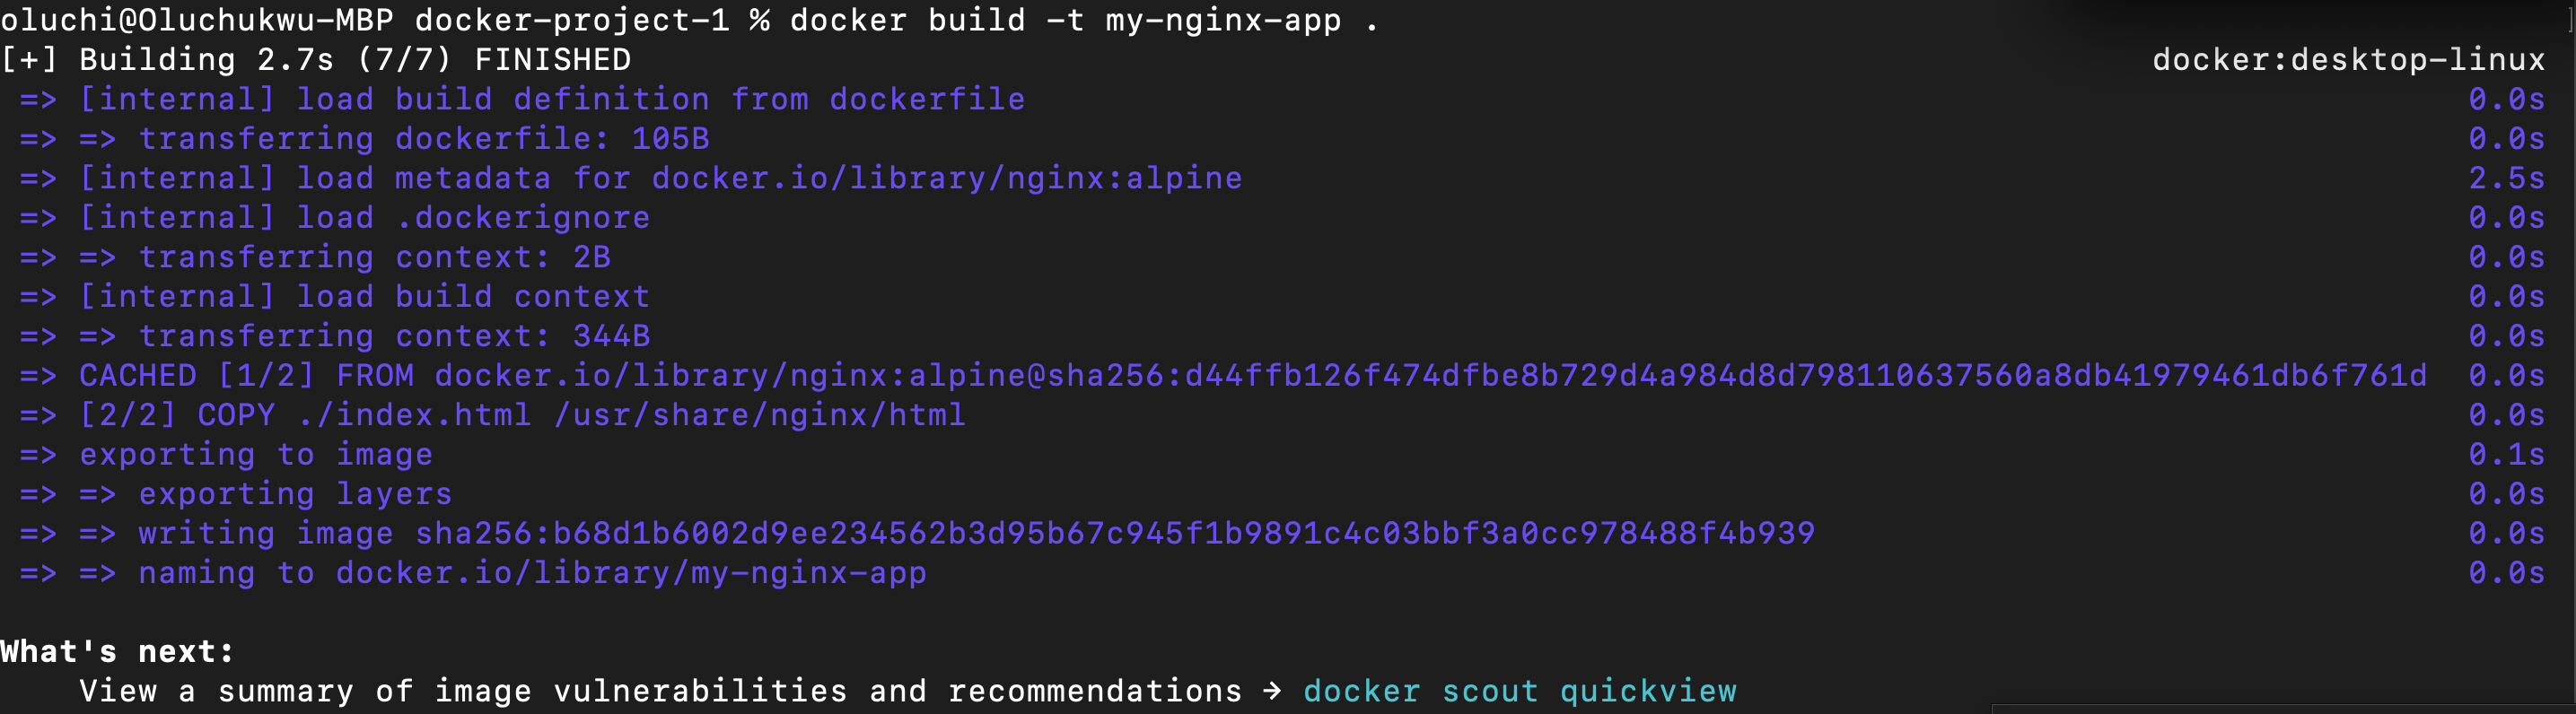 oluchi@Oluchukwu-MBP docker-project-1 % docker build -t my-nginx-app .
[+] Building 2.7s (7/7) FINISHED docker:desktop-linux
=> [internal] load build definition from dockerfile 0.0s
=> => transferring dockerfile: 105B 0.0s
=> [internal] load metadata for docker.io/library/nginx:alpine 2.5s
=> [internal] load .dockerignore 0.0s
=> => transferring context: 2B 0.0s
=> [internal] load build context 0.0s
=> => transferring context: 344B 0.0s
=> CACHED [1/2] FROM docker.io/library/nginx:alpine@sha256:d44ffb126f474dfbe8b729d4a984d8d798110637560a8db41979461db6f761d 0.0s
=> [2/2] COPY ./index.html /usr/share/nginx/html 0.0s
=> exporting to image 0.1s
=> => exporting layers 0.0s
=> => writing image sha256:b68d1b6002d9ee234562b3d95b67c945f1b9891c4c03bbf3a0cc978488f4b939 0.0s
=> => naming to docker.io/library/my-nginx-app 0.0s
What's next:
View a summary of image vulnerabilities and recommendations → docker scout quickview